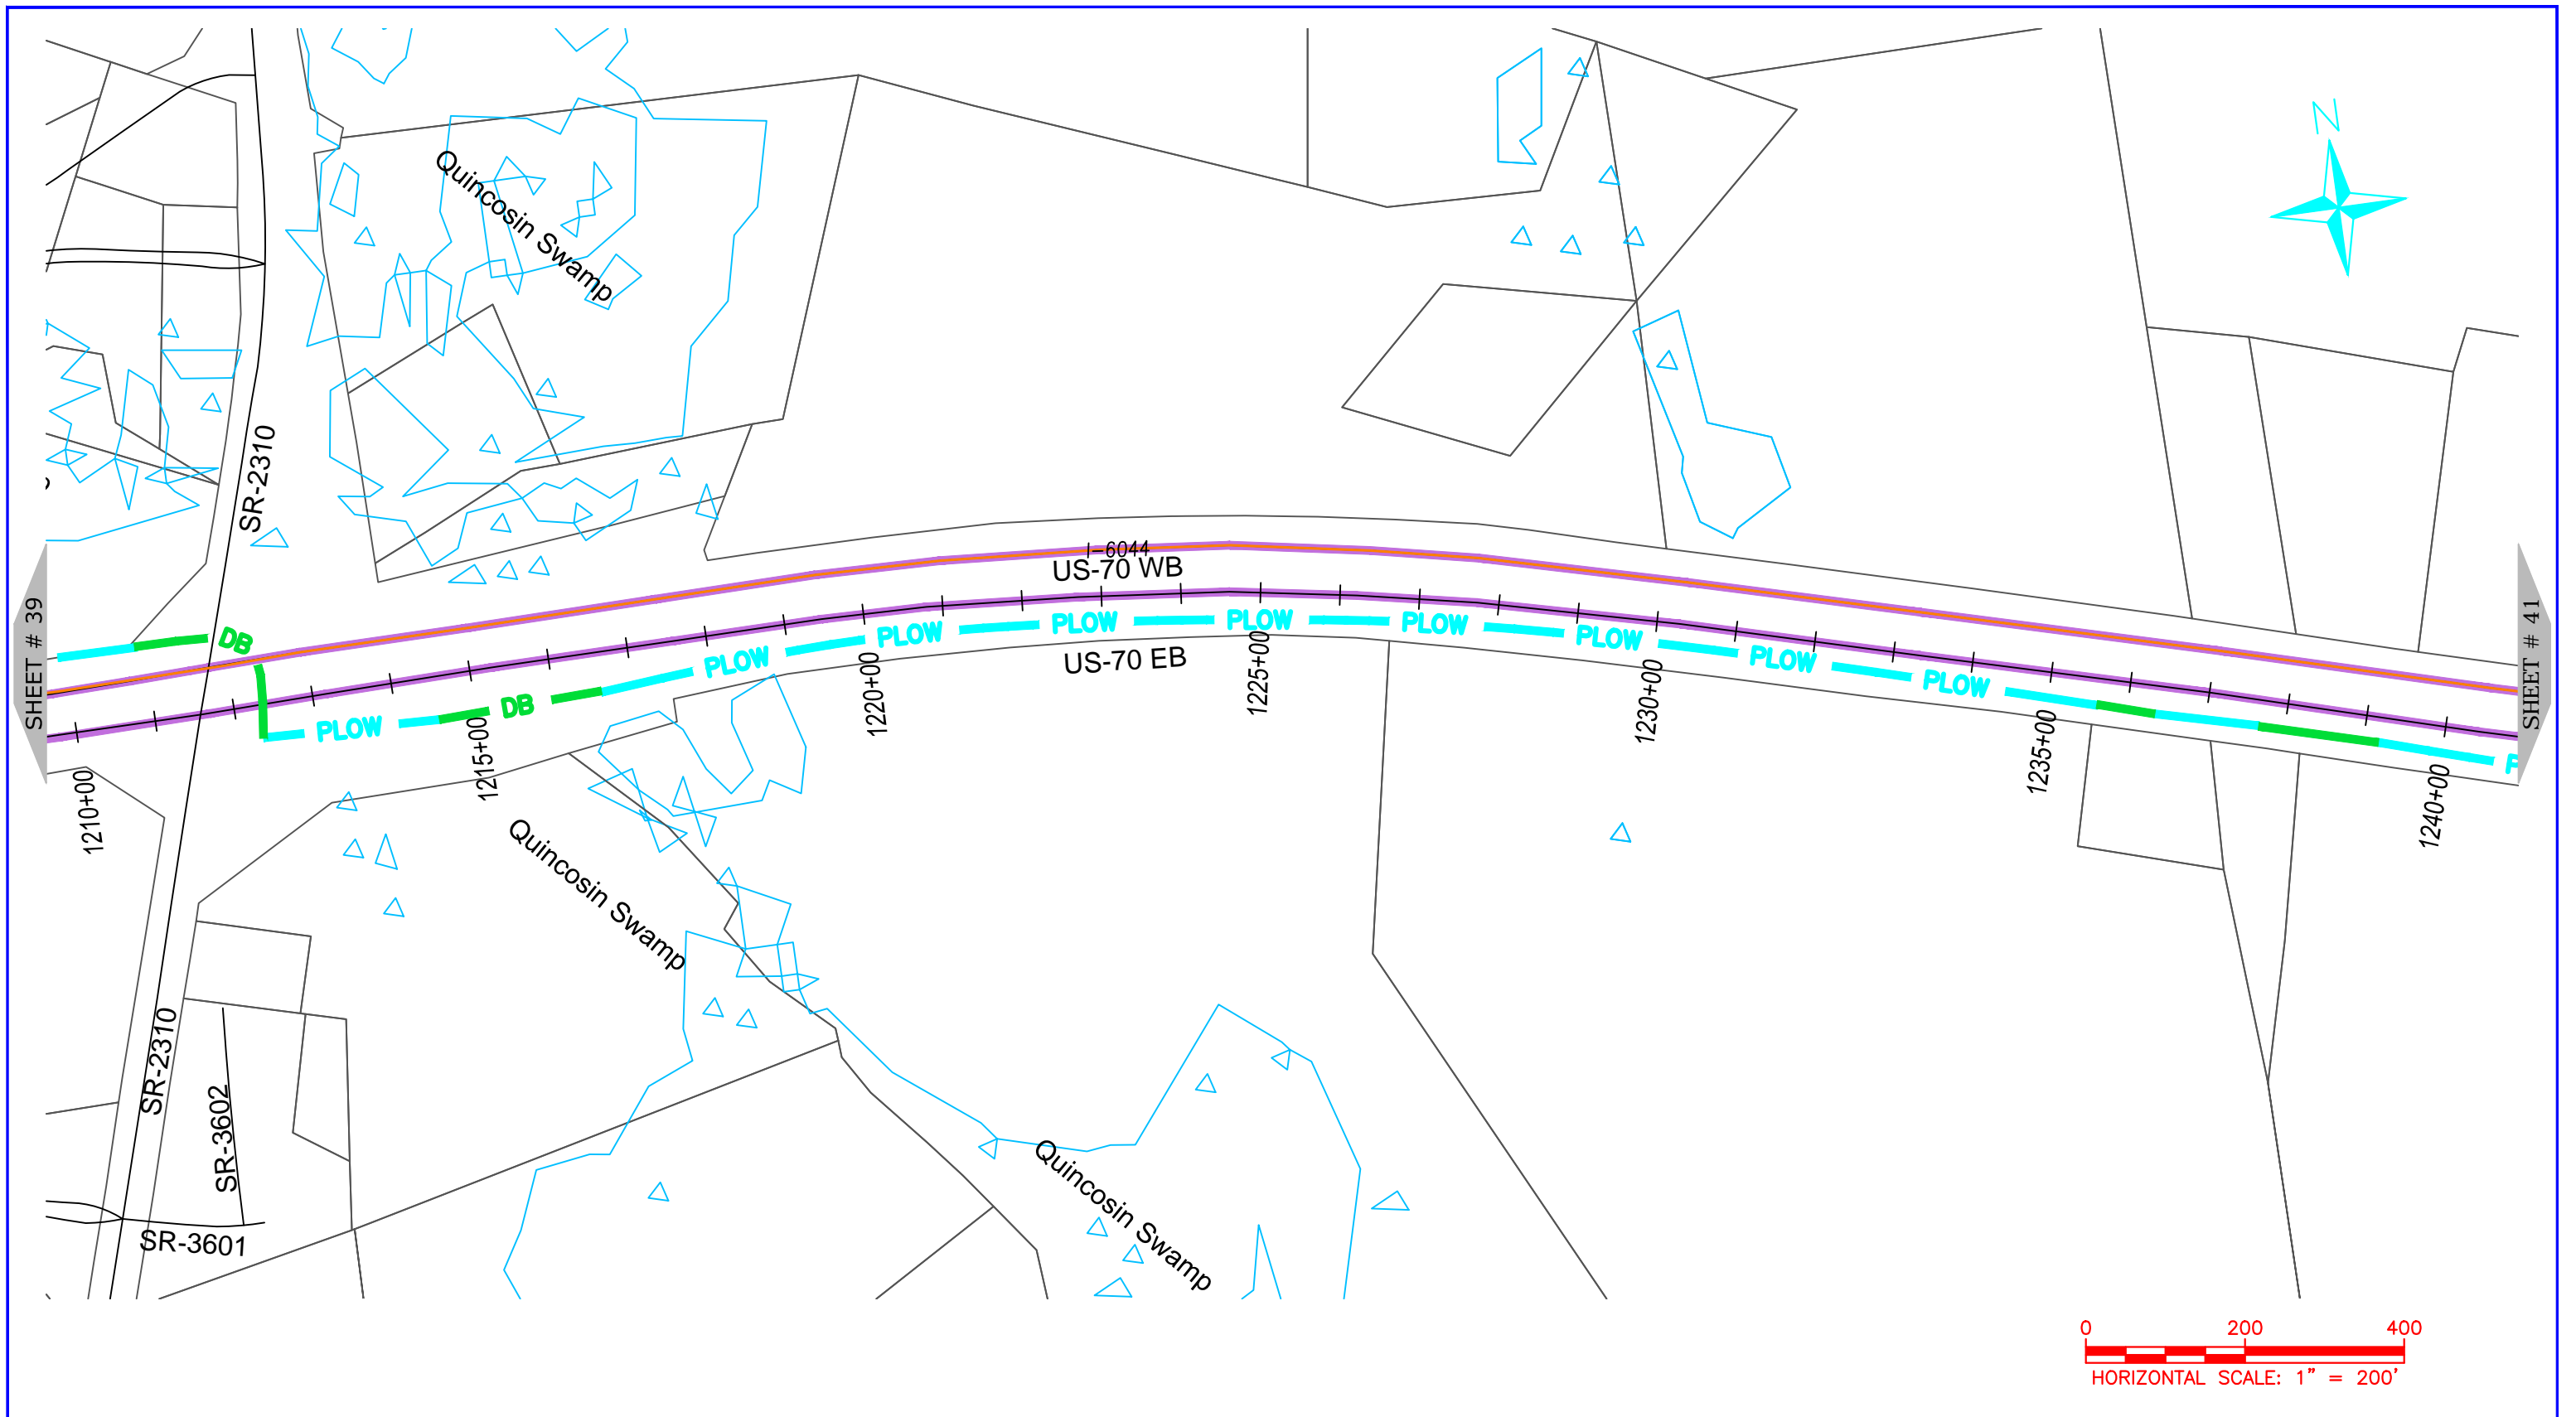 N
Quincosin Swamp
SR-2310
I-6044
US-70 WB
SHEET # 39
SHEET # 41
DB
PLOW
PLOW
PLOW
PLOW
PLOW
PLOW
PLOW
PLOW
PLOW
DB
US-70 EB
1210+00
1215+00
1220+00
1225+00
1230+00
1235+00
1240+00
Quincosin Swamp
SR-2310
SR-3602
SR-3601
Quincosin Swamp
0 200 400
HORIZONTAL SCALE: 1" = 200'